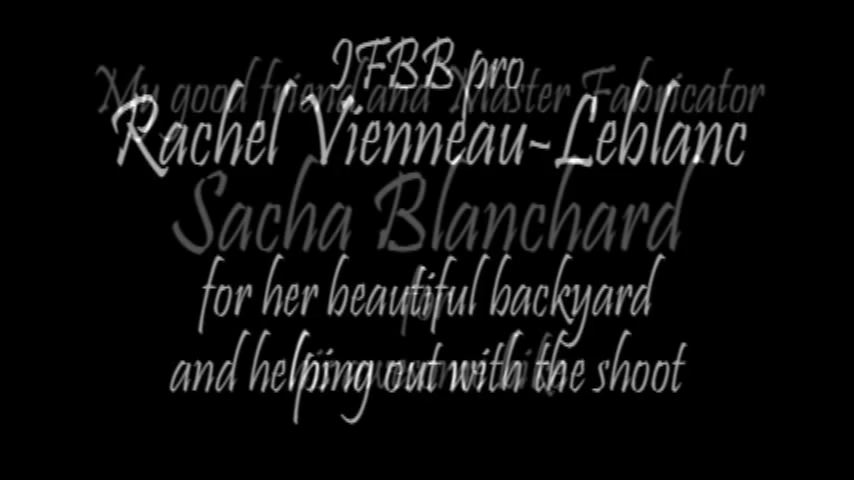 IFBB pro
My good friend and Master Fabricator
Rachel Vienneau-Leblanc
Sacha Blanchard
for her beautiful backyard
for
and helping out with the shoot